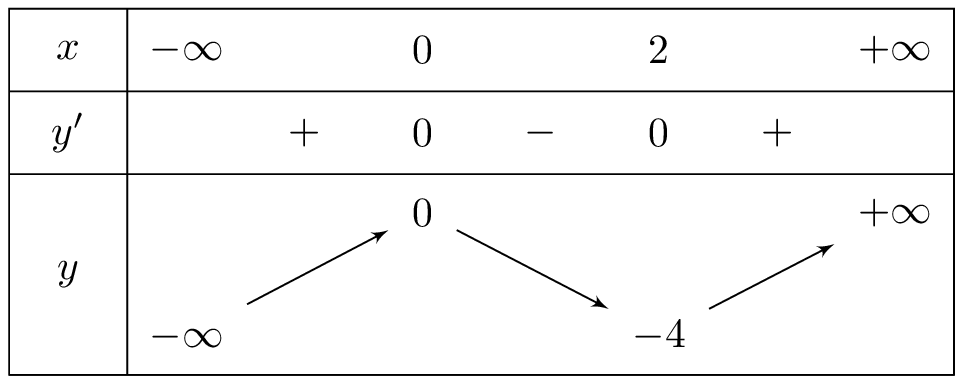 x −∞ 0 2 +∞
y′ + 0 − 0 +
0 +∞
y
−∞ −4